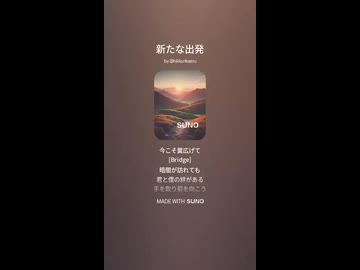 新たな出発
SUNO
今こそ翼広げて
[Bridge]
暗闇が訪れても
君と僕の絆がある
手を取り前を向こう
MADE WITH SUNO